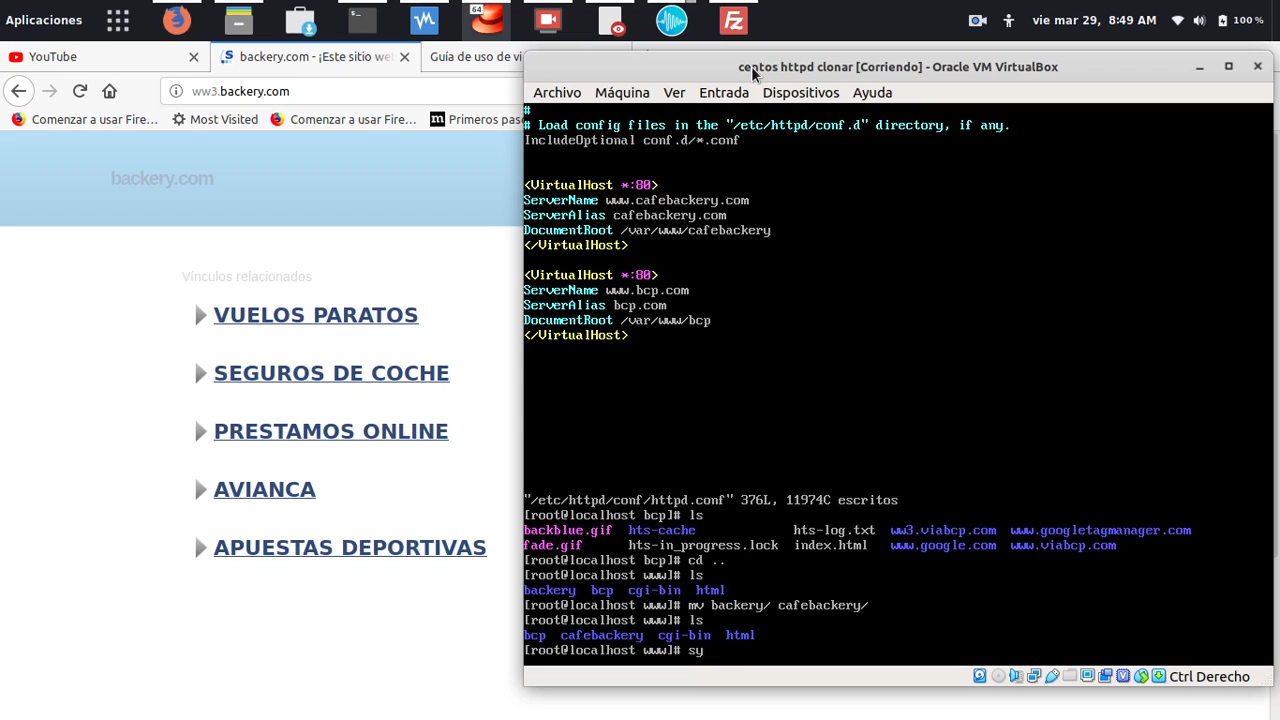 Aplicaciones
64
vie mar 29, 8:49 AM
100 %
YouTube
backery.com - ¡Este sitio we
Guía de uso de vi
ww3.backery.com
Comenzar a usar Fire...
Most Visited
Comenzar a usar Fire...
Primeros paso
backery.com
Vínculos relacionados
VUELOS PARATOS
SEGUROS DE COCHE
PRESTAMOS ONLINE
AVIANCA
APUESTAS DEPORTIVAS
centos httpd clonar [Corriendo] - Oracle VM VirtualBox
Archivo Máquina Ver Entrada Dispositivos Ayuda
#
# Load config files in the "/etc/httpd/conf.d" directory, if any.
IncludeOptional conf.d/*.conf
<VirtualHost *:80>
ServerName www.cafebackery.com
ServerAlias cafebackery.com
DocumentRoot /var/www/cafebackery
</VirtualHost>
<VirtualHost *:80>
ServerName www.bcp.com
ServerAlias bcp.com
DocumentRoot /var/www/bcp
</VirtualHost>
"/etc/httpd/conf/httpd.conf" 376L, 11974C escritos
[root@localhost bcp]# ls
backblue.gif hts-cache hts-log.txt ww3.viabcp.com www.googletagmanager.com
fade.gif hts-in_progress.lock index.html www.google.com www.viabcp.com
[root@localhost bcp]# cd ..
[root@localhost www]# ls
backery bcp cgi-bin html
[root@localhost www]# mv backery/ cafebackery/
[root@localhost www]# ls
bcp cafebackery cgi-bin html
[root@localhost www]# sy
Ctrl Derecho